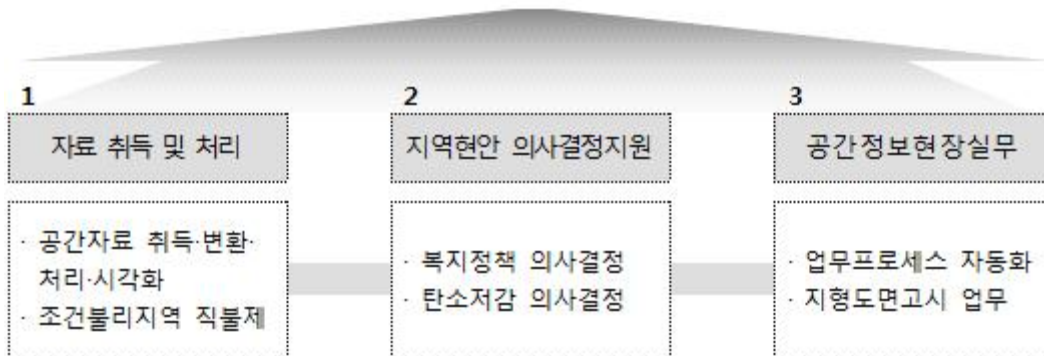 1
자료 취득 및 처리
· 공간자료 취득·변환·
처리·시각화
· 조건불리지역 직불제
2
지역현안 의사결정지원
· 복지정책 의사결정
· 탄소저감 의사결정
3
공간정보현장실무
· 업무프로세스 자동화
· 지형도면고시 업무